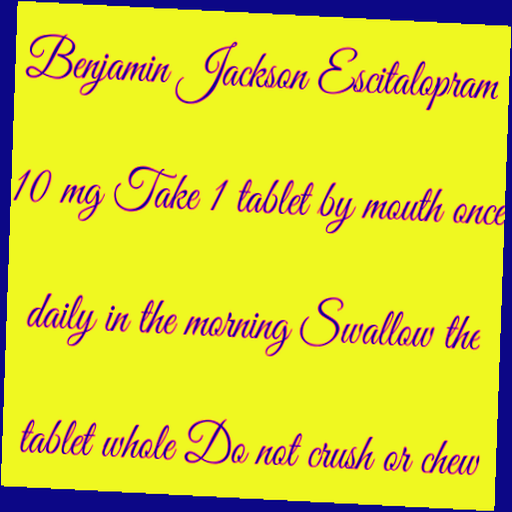 Benjamin Jackson Escitalopram
10 mg Take 1 tablet by mouth once
daily in the morning Swallow the
tablet whole Do not crush or chew